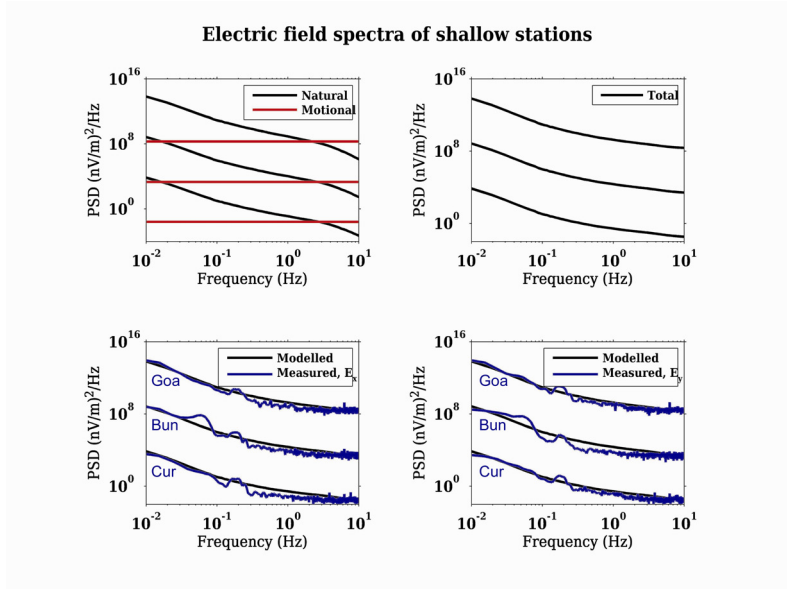 Electric field spectra of shallow stations
10^16
10^8
10^0
PSD (nV/m)^2/Hz
Natural
Motional
10^-2 10^-1 10^0 10^1
Frequency (Hz)
10^16
10^8
10^0
PSD (nV/m)^2/Hz
Total
10^-2 10^-1 10^0 10^1
Frequency (Hz)
10^16
10^8
10^0
PSD (nV/m)^2/Hz
Modelled
Measured, E_x
Goa
Bun
Cur
10^-2 10^-1 10^0 10^1
Frequency (Hz)
10^16
10^8
10^0
PSD (nV/m)^2/Hz
Modelled
Measured, E_y
Goa
Bun
Cur
10^-2 10^-1 10^0 10^1
Frequency (Hz)